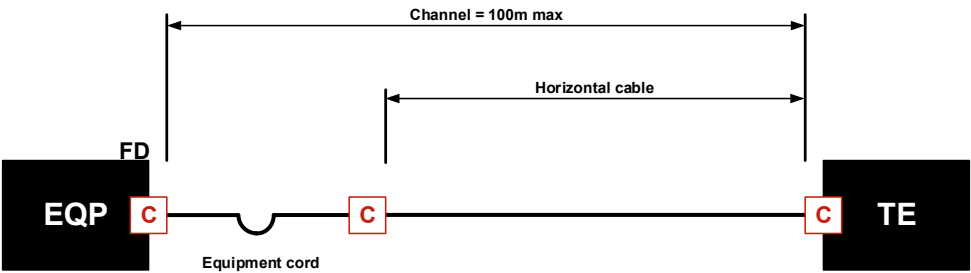 Channel = 100m max
Horizontal cable
FD
EQP
C
C
C
TE
Equipment cord